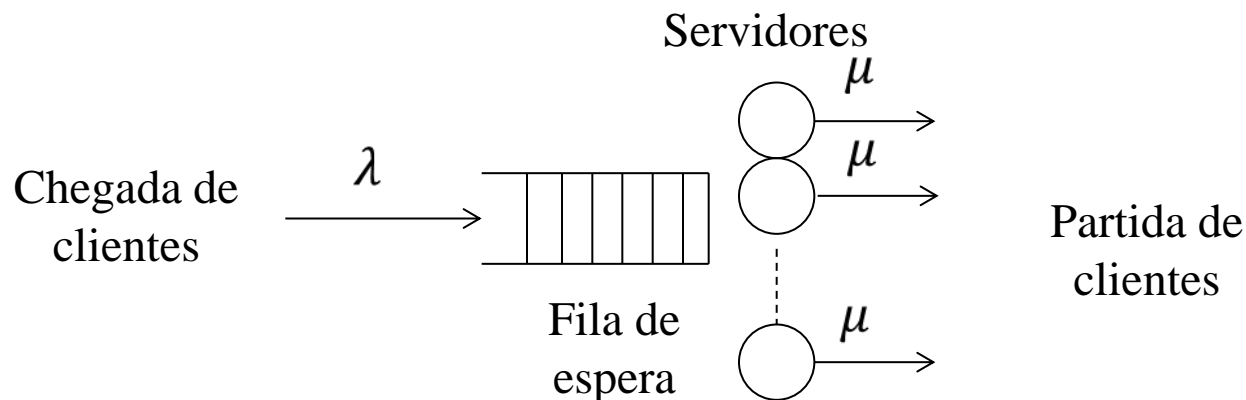 Servidores
μ
λ
μ
Chegada de
clientes
Partida de
clientes
Fila de
espera
μ